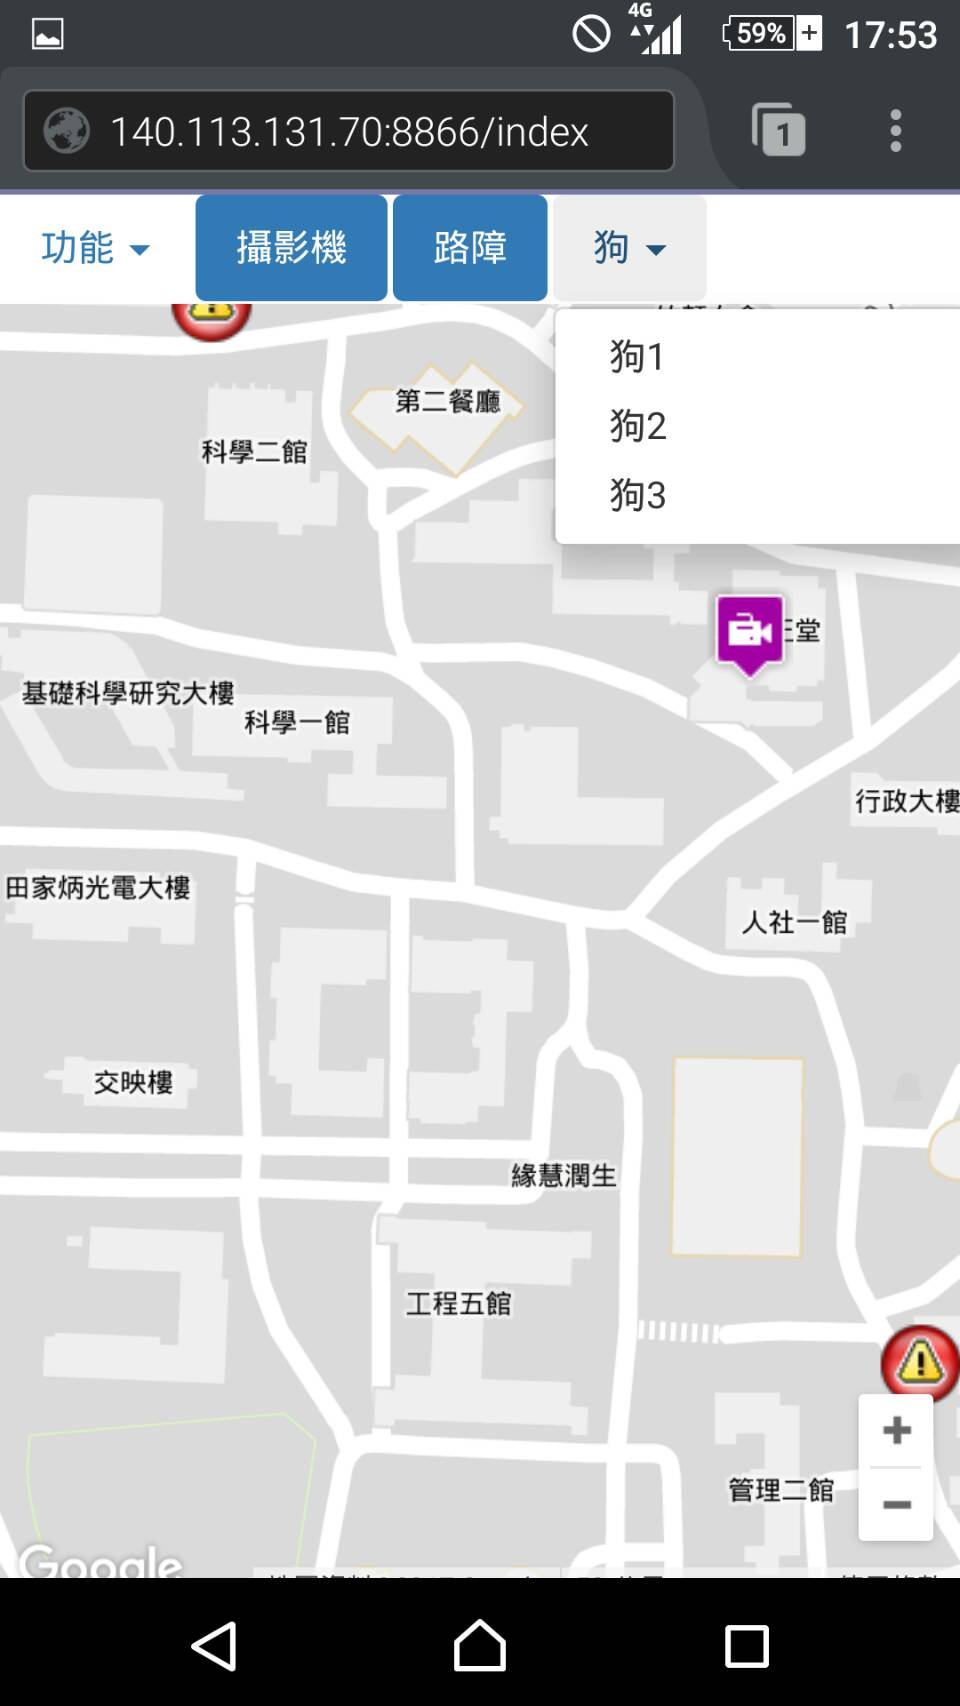 4G
59%
17:53
140.113.131.70:8866/index
1
功能
攝影機
路障
狗
狗1
狗2
狗3
第二餐廳
科學二館
基礎科學研究大樓
科學一館
行政大樓
田家炳光電大樓
人社一館
交映樓
緣慧潤生
工程五館
管理二館
Google